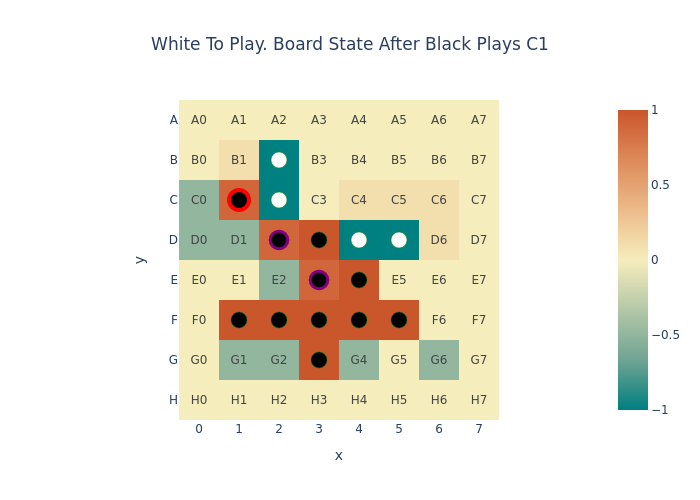 White To Play. Board State After Black Plays C1
A A0 A1 A2 A3 A4 A5 A6 A7 1
B B0 B1 B3 B4 B5 B6 B7
C C0 C3 C4 C5 C6 C7 0.5
D D0 D1 D6 D7 0
y E E0 E1 E2 E5 E6 E7
F F0 F6 F7 −0.5
G G0 G1 G2 G4 G5 G6 G7
H H0 H1 H2 H3 H4 H5 H6 H7 −1
0 1 2 3 4 5 6 7
x